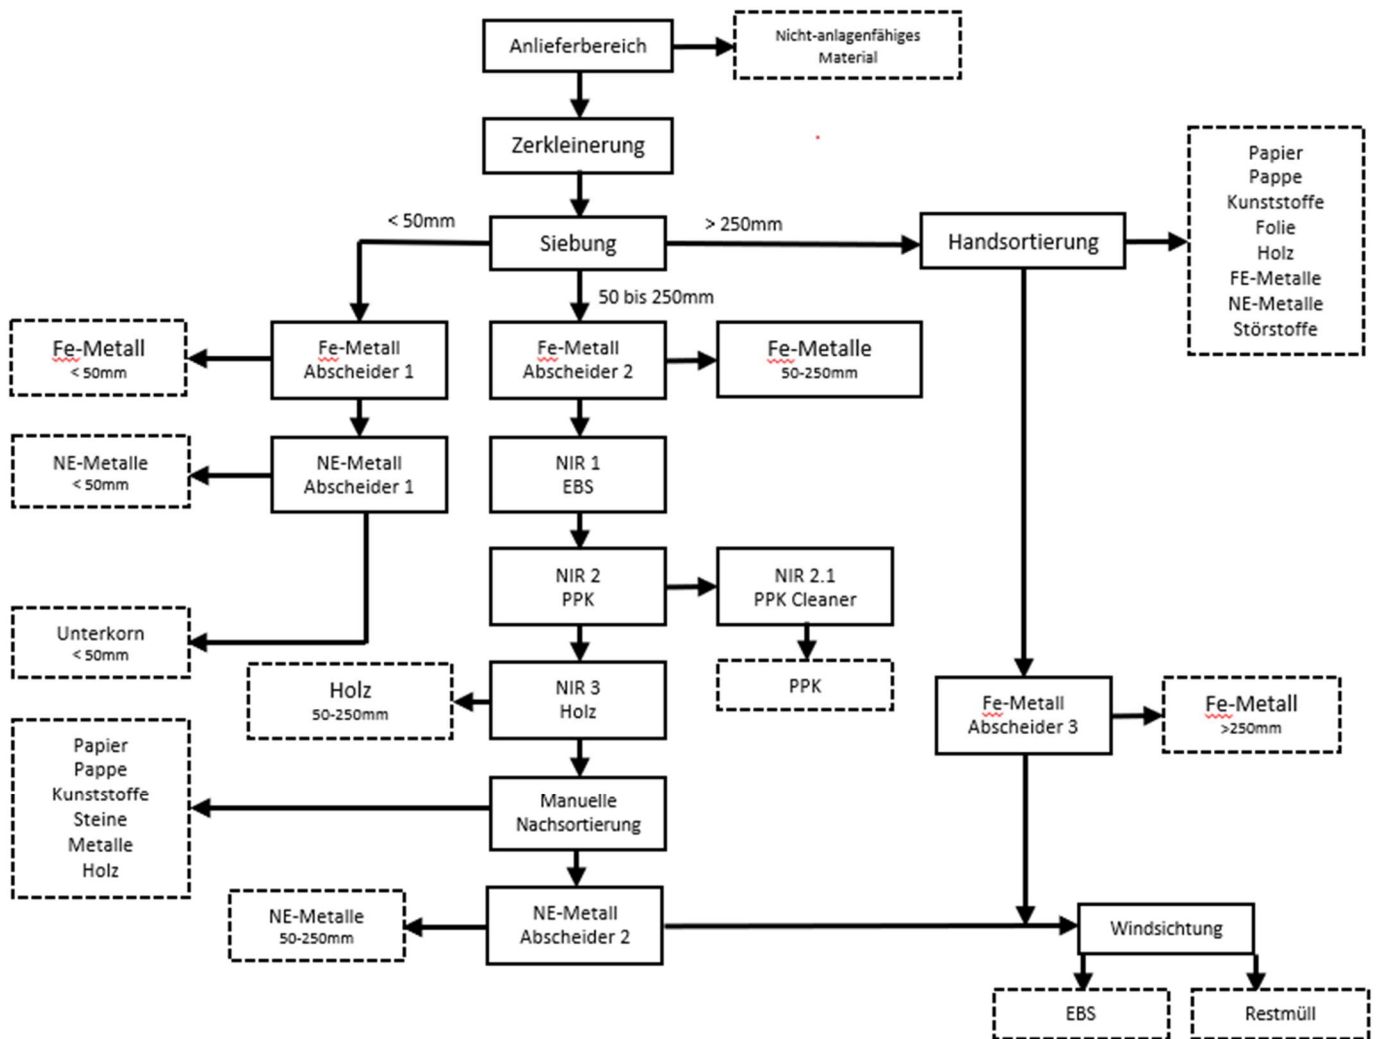 Anlieferbereich
Nicht-anlagenfähiges
Material
Zerkleinerung
< 50mm
Siebung
> 250mm
Handsortierung
Papier
Pappe
Kunststoffe
Folie
Holz
FE-Metalle
NE-Metalle
Störstoffe
50 bis 250mm
Fe-Metall
< 50mm
Fe-Metall
Abscheider 1
Fe-Metall
Abscheider 2
Fe-Metalle
50-250mm
NE-Metalle
< 50mm
NE-Metall
Abscheider 1
NIR 1
EBS
NIR 2
PPK
NIR 2.1
PPK Cleaner
Unterkorn
< 50mm
Holz
50-250mm
NIR 3
Holz
PPK
Fe-Metall
Abscheider 3
Fe-Metall
>250mm
Papier
Pappe
Kunststoffe
Steine
Metalle
Holz
Manuelle
Nachsortierung
NE-Metalle
50-250mm
NE-Metall
Abscheider 2
Windsichtung
EBS
Restmüll